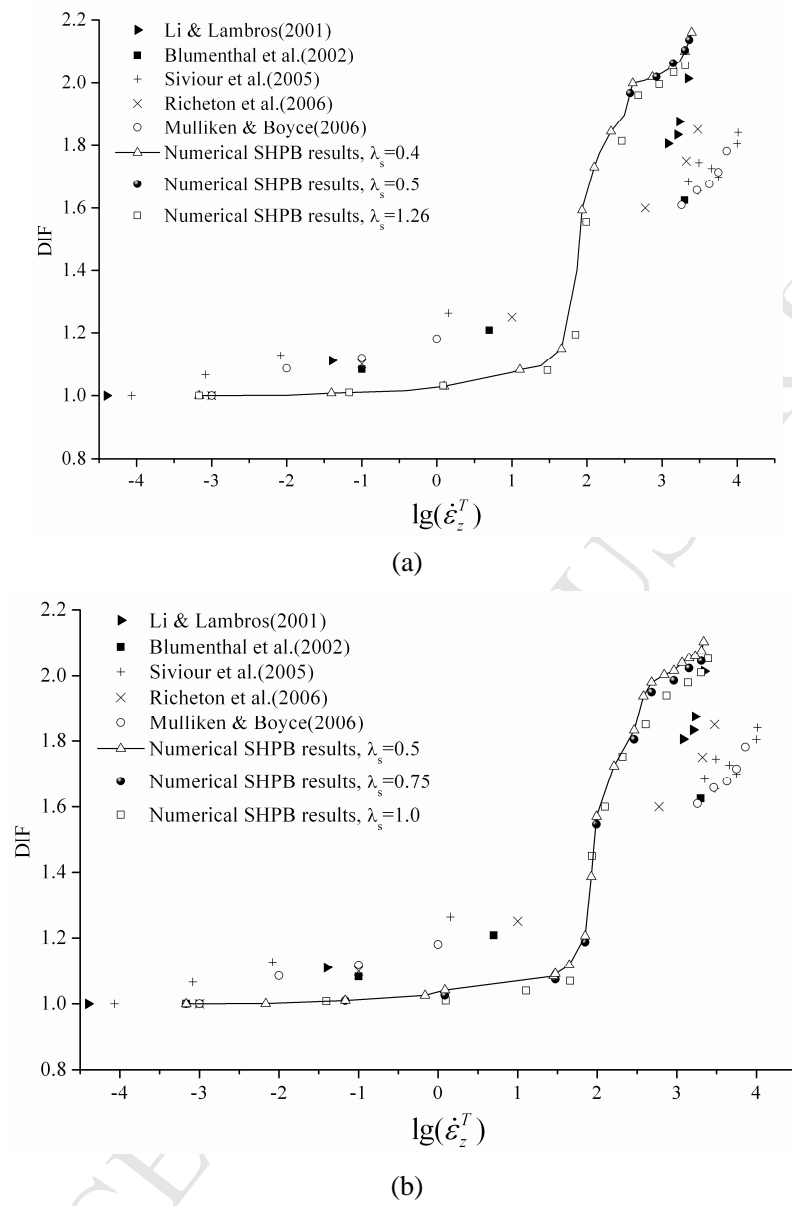 2.2
2.0
1.8
1.6
1.4
1.2
1.0
0.8
DIF
Li & Lambros(2001)
Blumenthal et al.(2002)
Siviour et al.(2005)
Richeton et al.(2006)
Mulliken & Boyce(2006)
Numerical SHPB results, λs=0.4
Numerical SHPB results, λs=0.5
Numerical SHPB results, λs=1.26
-4 -3 -2 -1 0 1 2 3 4
lg(ε̇_z^T)
(a)
2.2
2.0
1.8
1.6
1.4
1.2
1.0
0.8
DIF
Li & Lambros(2001)
Blumenthal et al.(2002)
Siviour et al.(2005)
Richeton et al.(2006)
Mulliken & Boyce(2006)
Numerical SHPB results, λs=0.5
Numerical SHPB results, λs=0.75
Numerical SHPB results, λs=1.0
-4 -3 -2 -1 0 1 2 3 4
lg(ε̇_z^T)
(b)